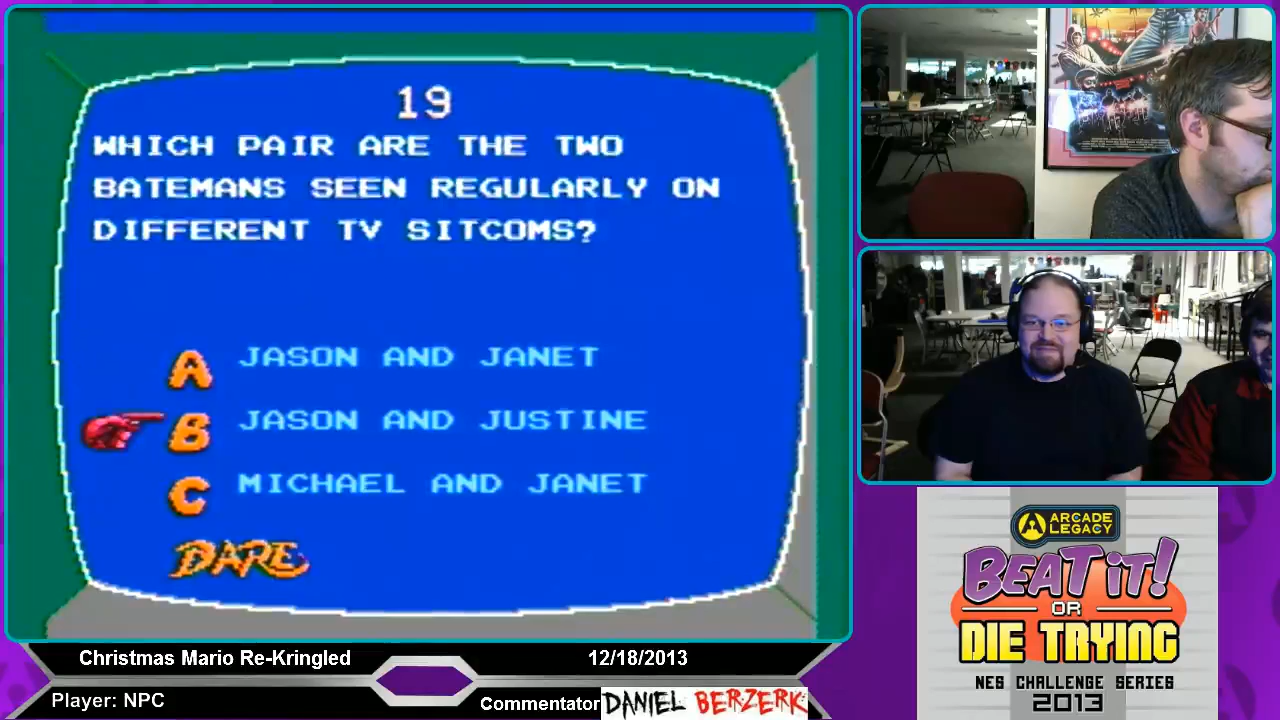 19
WHICH PAIR ARE THE TWO
BATEMANS SEEN REGULARLY ON
DIFFERENT TV SITCOMS?
A JASON AND JANET
B JASON AND JUSTINE
C MICHAEL AND JANET
DARE
Christmas Mario Re-Kringled
12/18/2013
Player: NPC
Commentator
DANIEL BERZERK
ARCADE
LEGACY
BEAT iT!
OR
DIE TRYING
NES CHALLENGE SERIES
2013